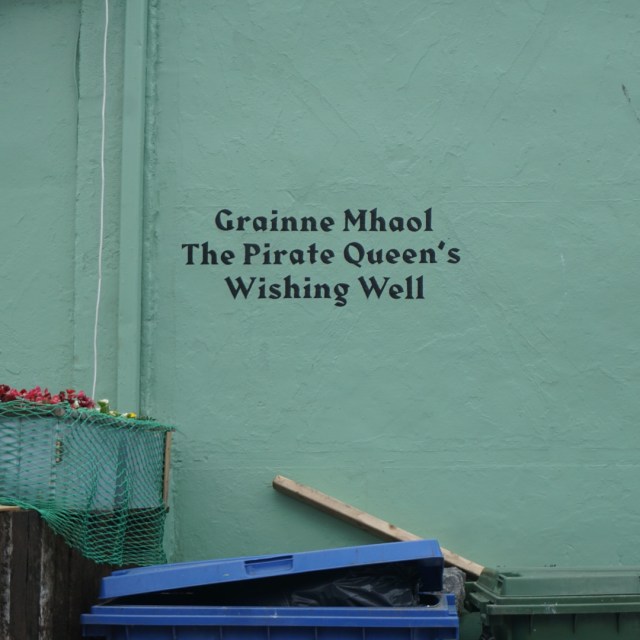 Grainne Mhaol
The Pirate Queen's
Wishing Well